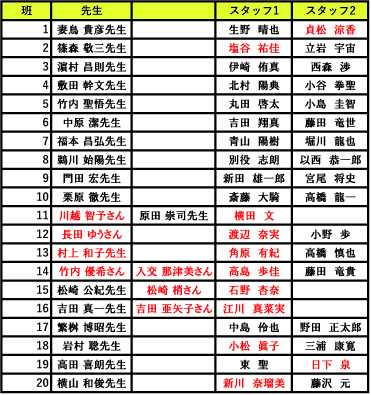 班 先生 スタッフ1 スタッフ2
1 妻鳥 貴彦先生 生野 晴也 貞松 涼香
2 篠森 敬三先生 塩谷 祐佳 立岩 宇宙
3 濵村 昌則先生 伊崎 侑真 西森 渉
4 敷田 幹文先生 北村 陽典 小谷 拳聖
5 竹内 聖悟先生 丸田 啓太 小島 圭智
6 中原 潔先生 吉田 翔真 藤田 竜世
7 福本 昌弘先生 青山 陽樹 堀川 龍也
8 鵜川 始陽先生 別役 志朗 以西 恭一郎
9 門田 宏先生 新田 雄一郎 宮尾 将史
10 栗原 徹先生 斎藤 大騎 高橋 龍一
11 川越 智子さん 原田 崇司先生 横田 文
12 長田 ゆうさん 渡辺 奈実 小野 歩
13 村上 和子先生 角原 有紀 高橋 慎也
14 竹内 優希さん 入交 那津美さん 高島 歩佳 藤田 竜貴
15 松崎 公紀先生 松崎 梢さん 石野 杏奈
16 吉田 真一先生 吉田 亜矢子さん 江川 真菜実
17 繁桝 博昭先生 中島 伶也 野田 正太郎
18 岩村 聡先生 小松 眞子 三浦 康寛
19 高田 喜朗先生 東 聖 日下 泉
20 横山 和俊先生 新川 奈瑠美 藤沢 元